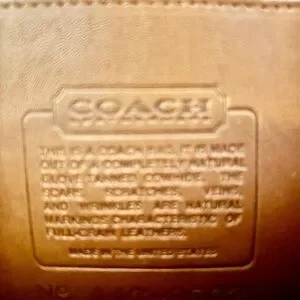 COACH
THIS IS A COACH BAG. IT IS MADE
OUT OF COMPLETELY NATURAL
GLOVE TANNED COWHIDE. THE
SCARS, SCRATCHES, VEINS
AND WRINKLES ARE NATURAL
MARKINGS CHARACTERISTIC OF
FULL-GRAIN LEATHERS.
MADE IN THE UNITED STATES
NO